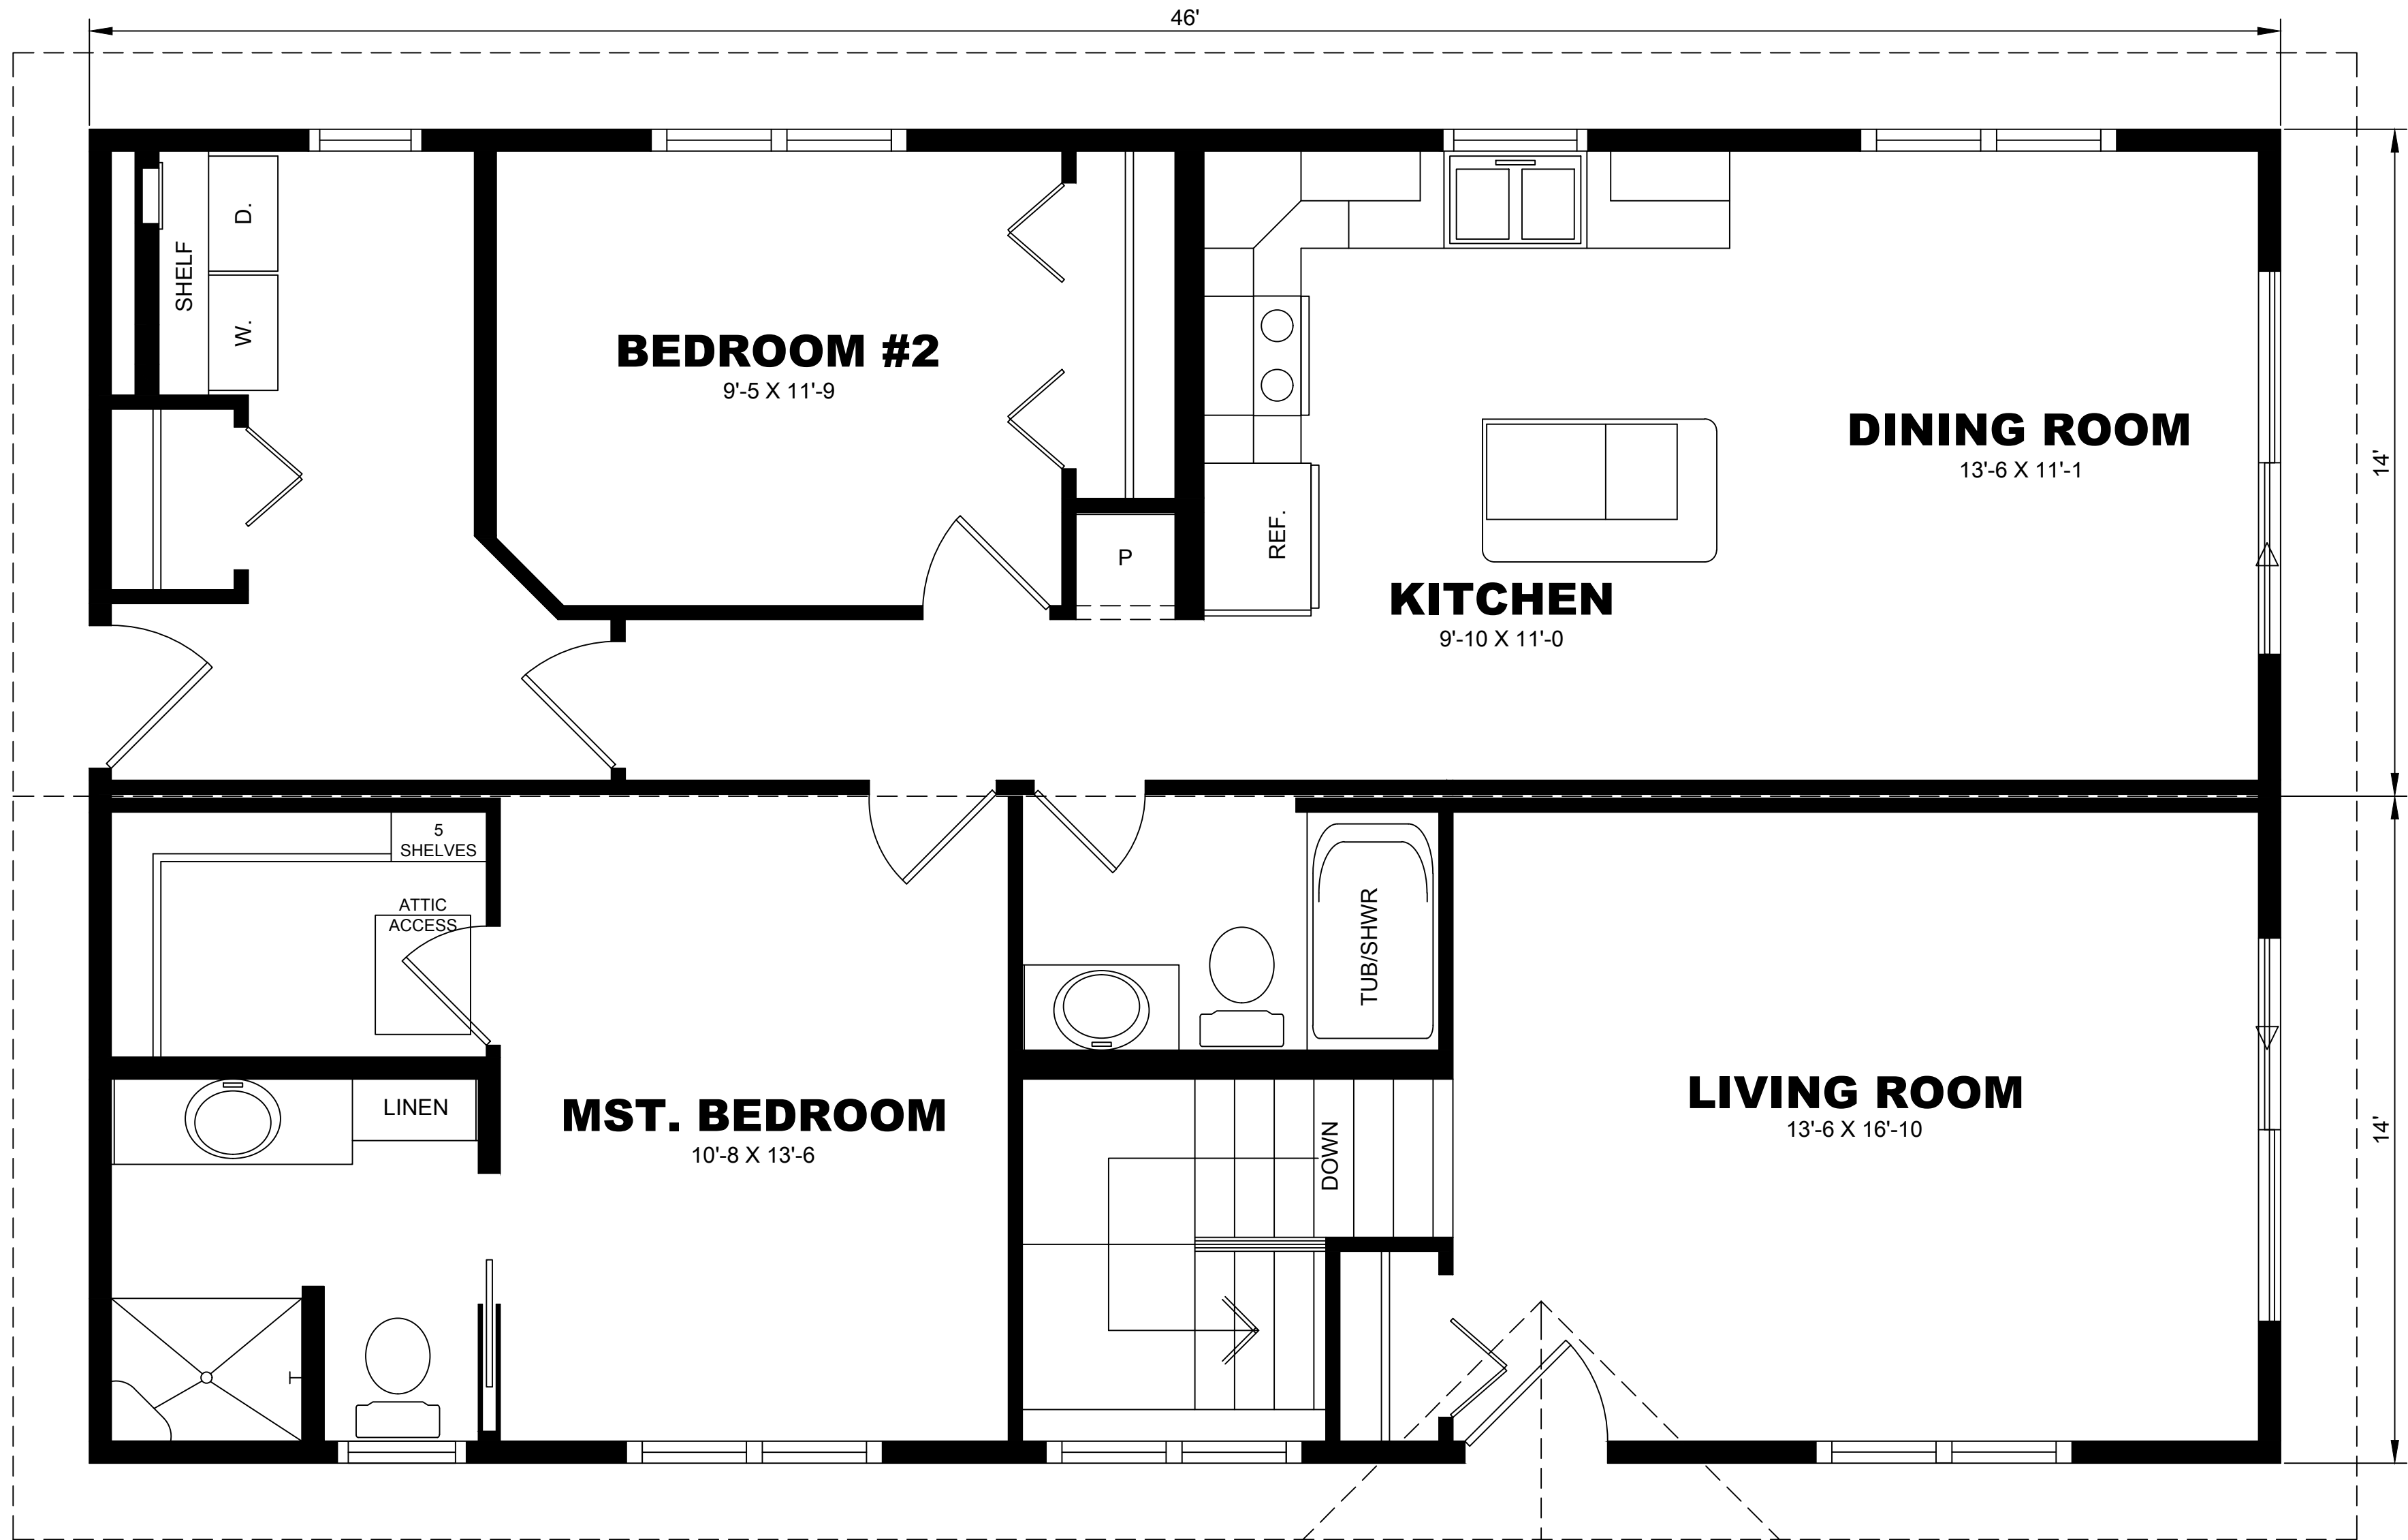 46'
D.
SHELF
W.
BEDROOM #2
9'-5 X 11'-9
DINING ROOM
13'-6 X 11'-1
14'
P
REF.
KITCHEN
9'-10 X 11'-0
5
SHELVES
ATTIC
ACCESS
TUB/SHWR
LINEN
MST. BEDROOM
10'-8 X 13'-6
DOWN
LIVING ROOM
13'-6 X 16'-10
14'